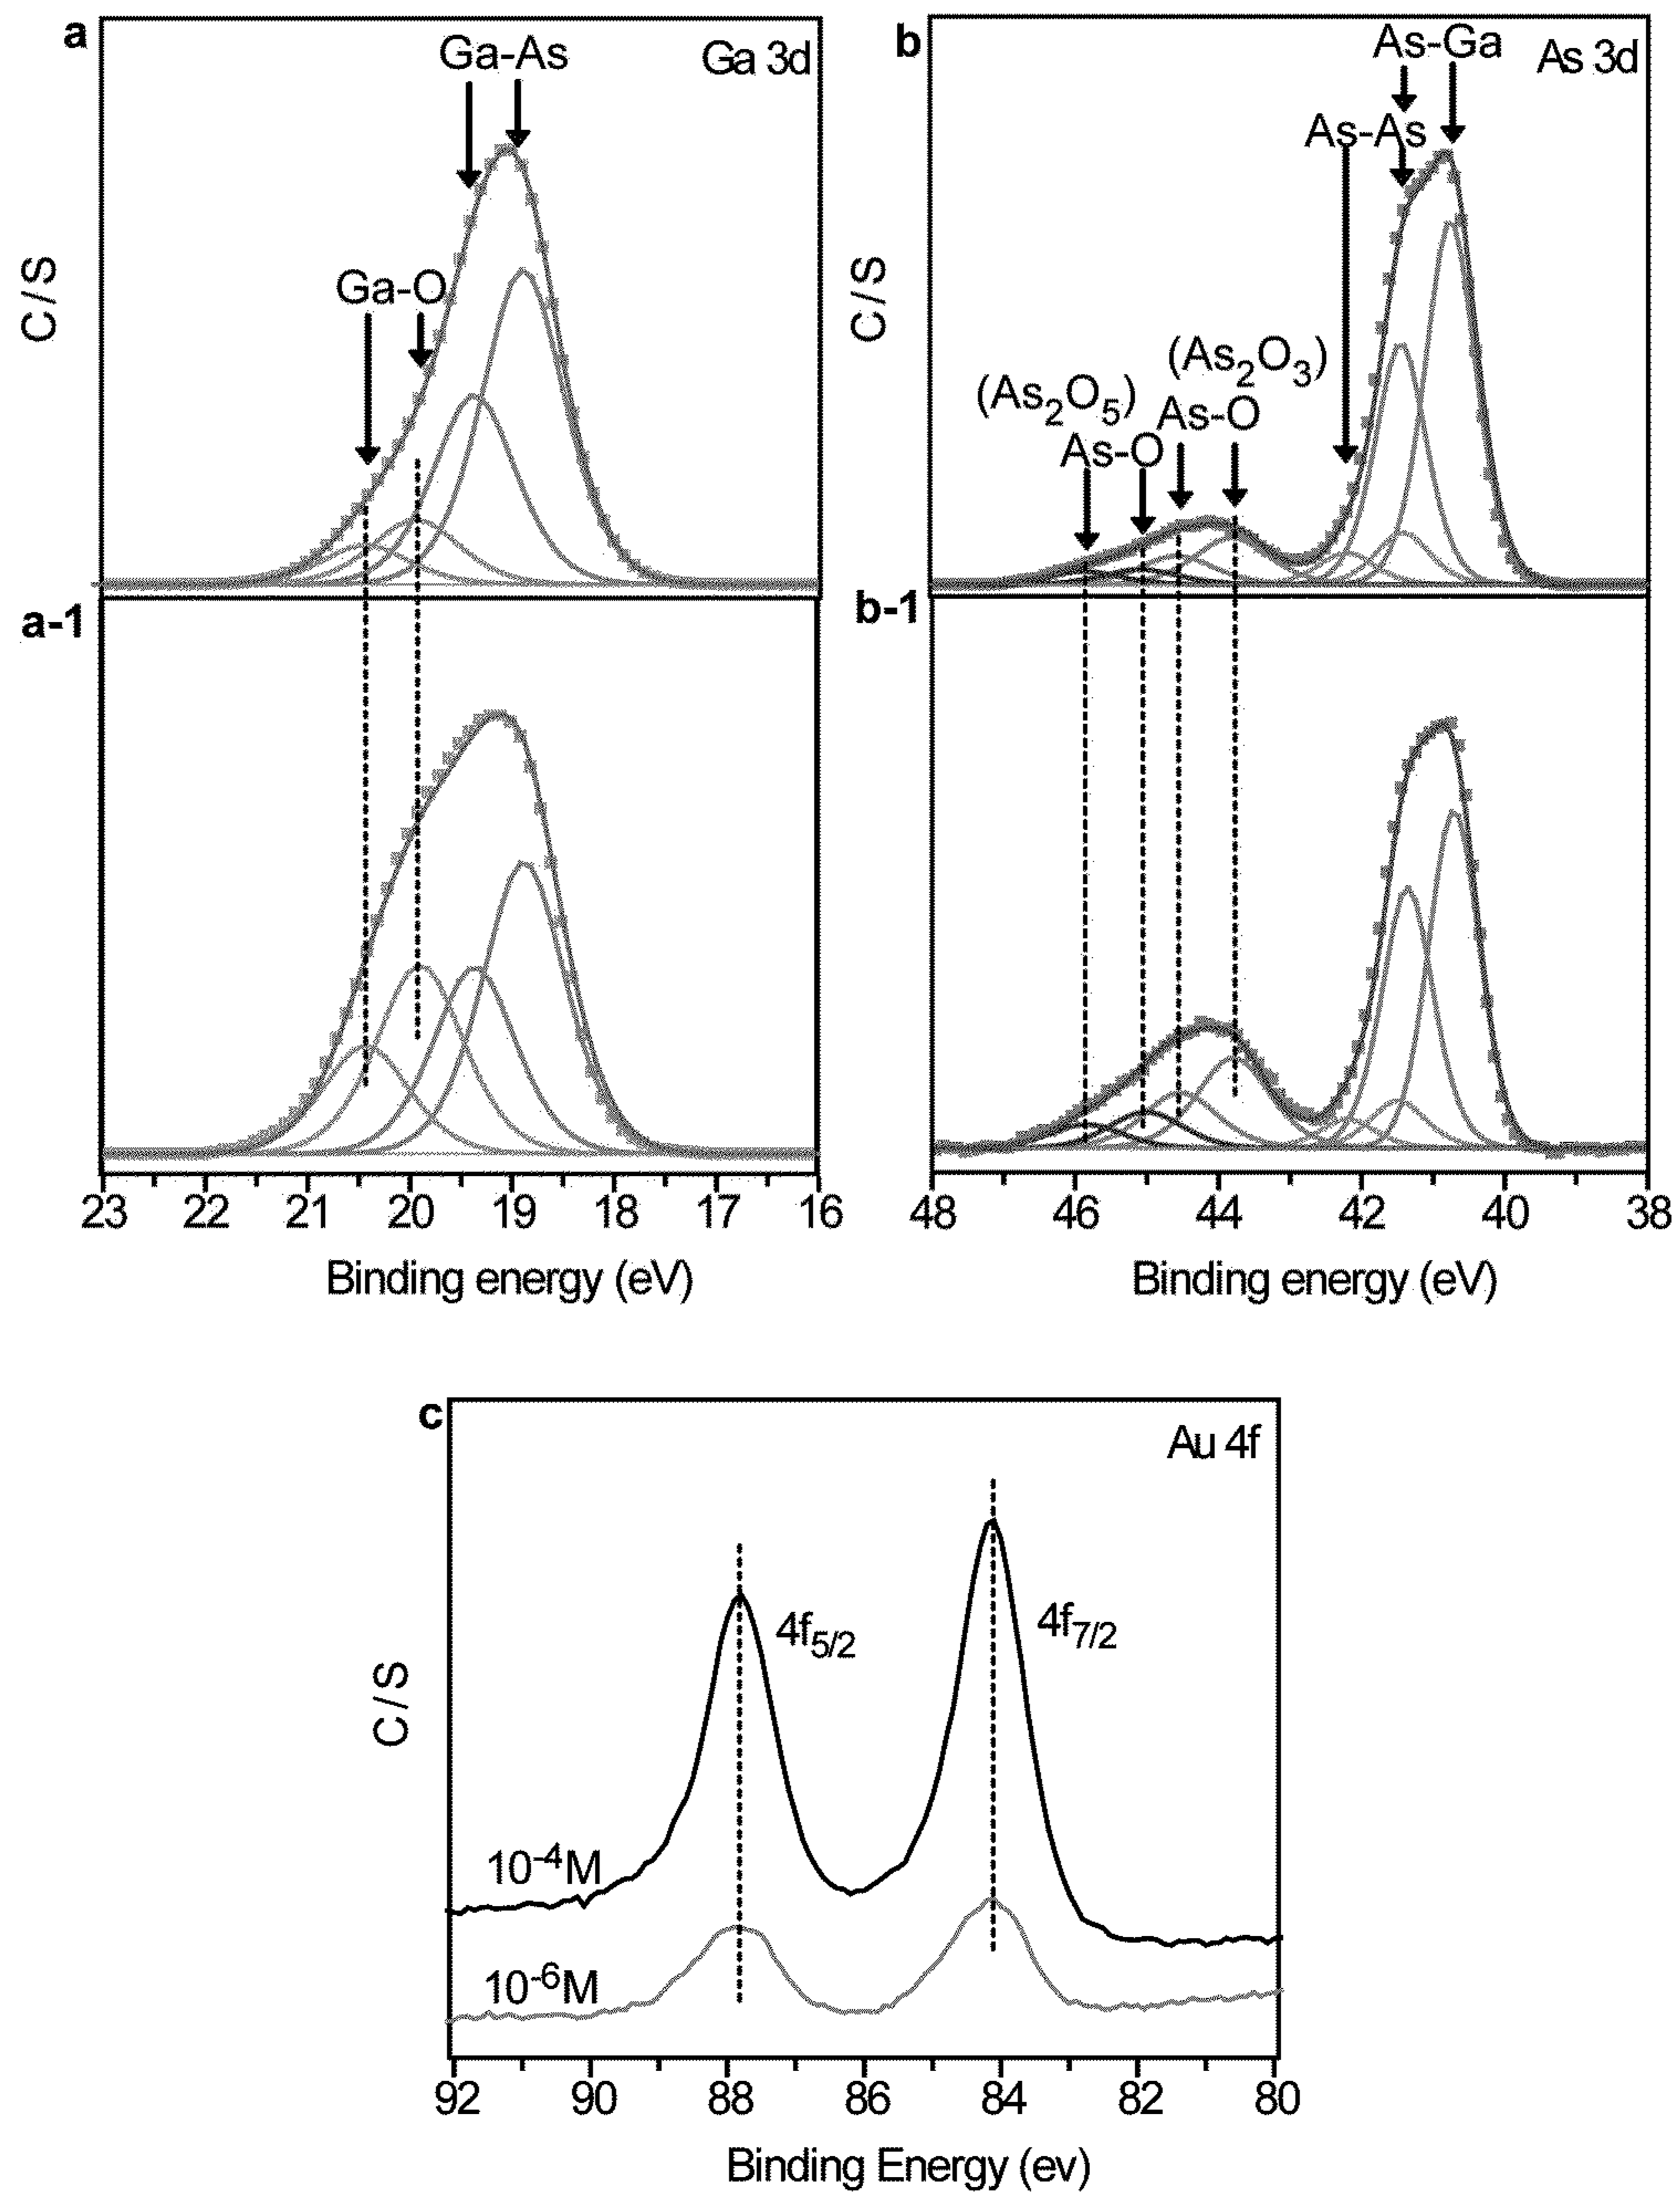 a
Ga-As
Ga 3d
Ga-O
C/S
b
As-Ga
As 3d
As-As
(As₂O₃)
(As₂O₅)
As-O
As-O
C/S
a-1
b-1
23 22 21 20 19 18 17 16
48 46 44 42 40 38
Binding energy (eV)
Binding energy (eV)
c
Au 4f
4f5/2
4f7/2
C/S
10⁻⁴M
10⁻⁶M
92 90 88 86 84 82 80
Binding Energy (ev)